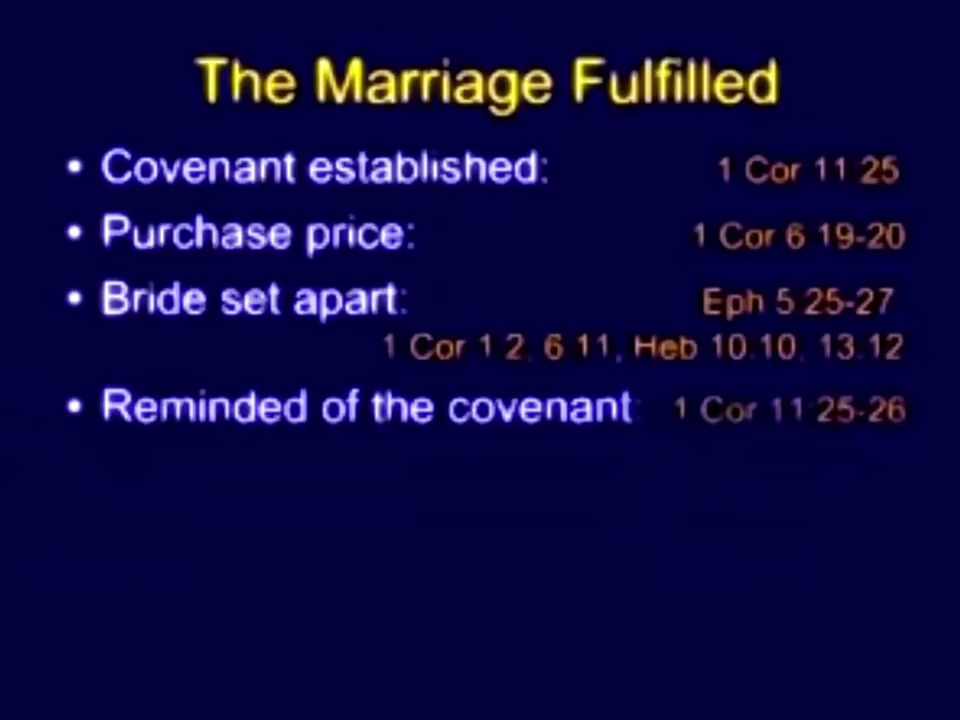 The Marriage Fulfilled
• Covenant established: 1 Cor 11 25
• Purchase price: 1 Cor 6 19-20
• Bride set apart: Eph 5 25-27
1 Cor 1 2, 6 11, Heb 10.10, 13.12
• Reminded of the covenant: 1 Cor 11:25-26